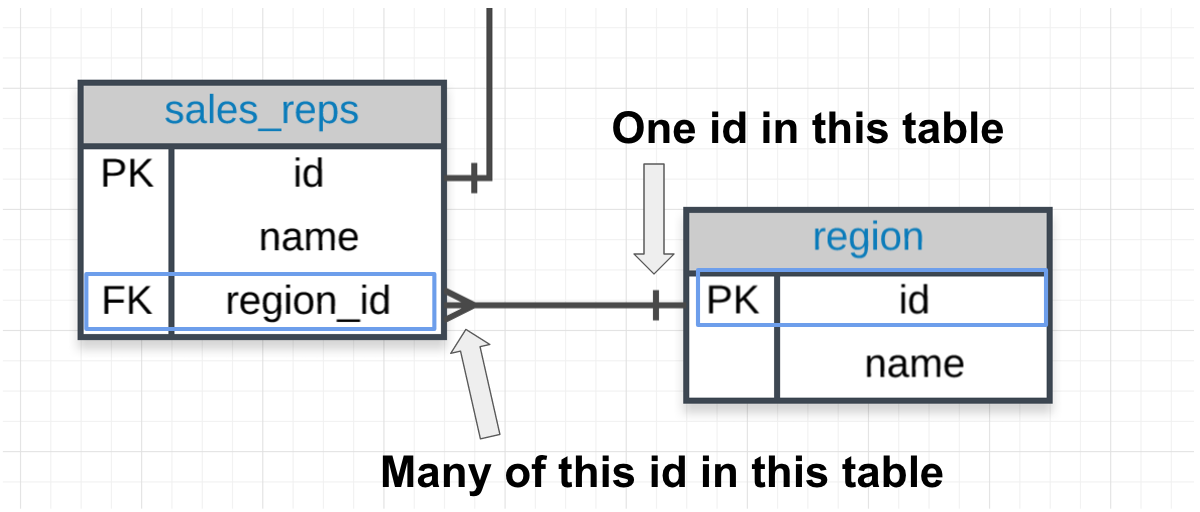 sales_reps
PK id
name
FK region_id
One id in this table
region
PK id
name
Many of this id in this table